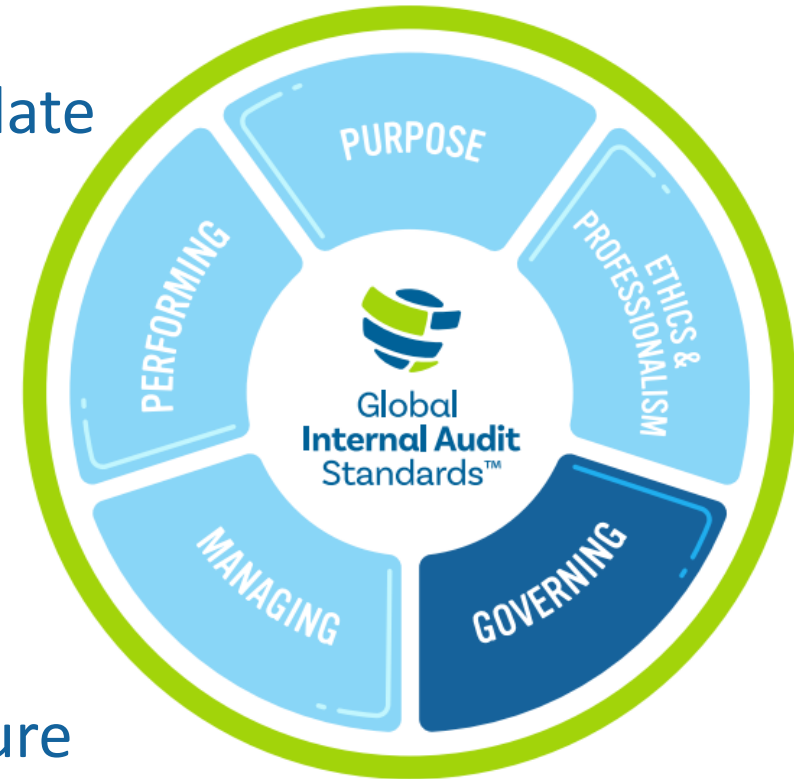 late
PURPOSE
ETHICS &
PROFESSIONALISM
PERFORMING
Global
Internal Audit
Standards™
MANAGING
GOVERNING
ure